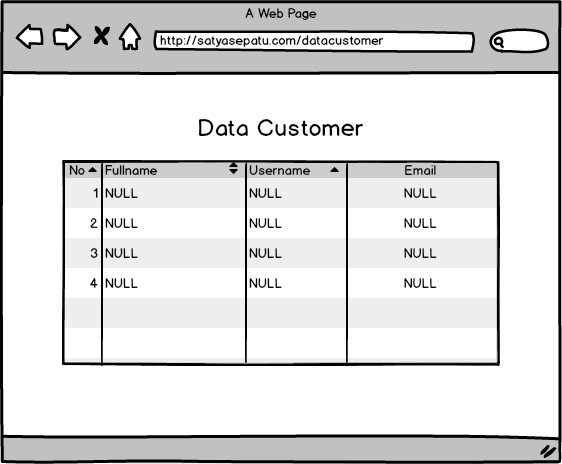 A Web Page
http://satyasepatu.com/datacustomer
Data Customer
No Fullname Username Email
1 NULL NULL NULL
2 NULL NULL NULL
3 NULL NULL NULL
4 NULL NULL NULL